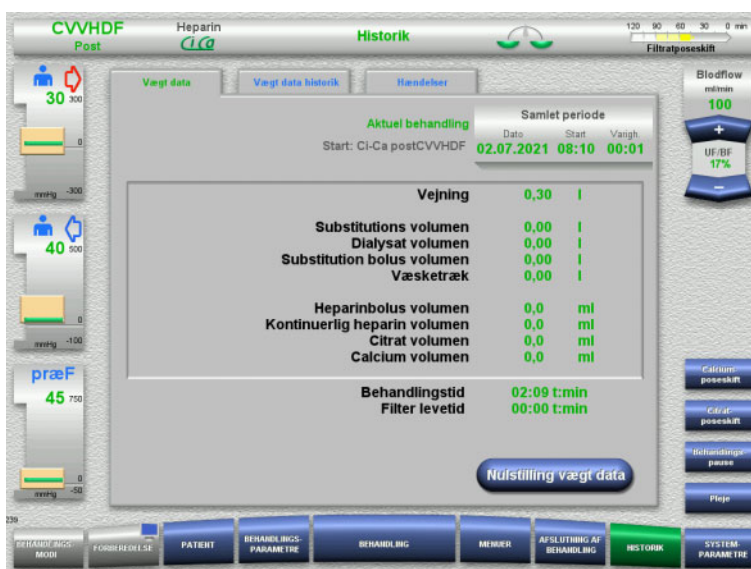 CVVHDF
Post
Heparin
Ci Ca
Historik
120 90 60 30 0 min
Filtratposeskift
30 300
0
mmHg -300
40 500
0
mmHg -100
præF
45 750
0
mmHg -50
Vægt data
Vægt data historik
Hændelser
Aktuel behandling
Start: Ci-Ca postCVVHDF
Samlet periode
Dato Start Varigh.
02.07.2021 08:10 00:01
Vejning 0,30 l
Substitutions volumen 0,00 l
Dialysat volumen 0,00 l
Substitution bolus volumen 0,00 l
Væsketræk 0,00 l
Heparinbolus volumen 0,0 ml
Kontinuerlig heparin volumen 0,0 ml
Citrat volumen 0,0 ml
Calcium volumen 0,0 ml
Behandlingstid 02:09 t:min
Filter levetid 00:00 t:min
Nulstilling vægt data
Blodflow
ml/min
100
+
UF/BF
17%
−
Calcium-
poseskift
Citrat-
poseskift
Behandlings-
pause
Pleje
239
BEHANDLINGS-
MODI
FORBEREDELSE
PATIENT
BEHANDLINGS-
PARAMETRE
BEHANDLING
MENUER
AFSLUTNING AF
BEHANDLING
HISTORIK
SYSTEM-
PARAMETRE